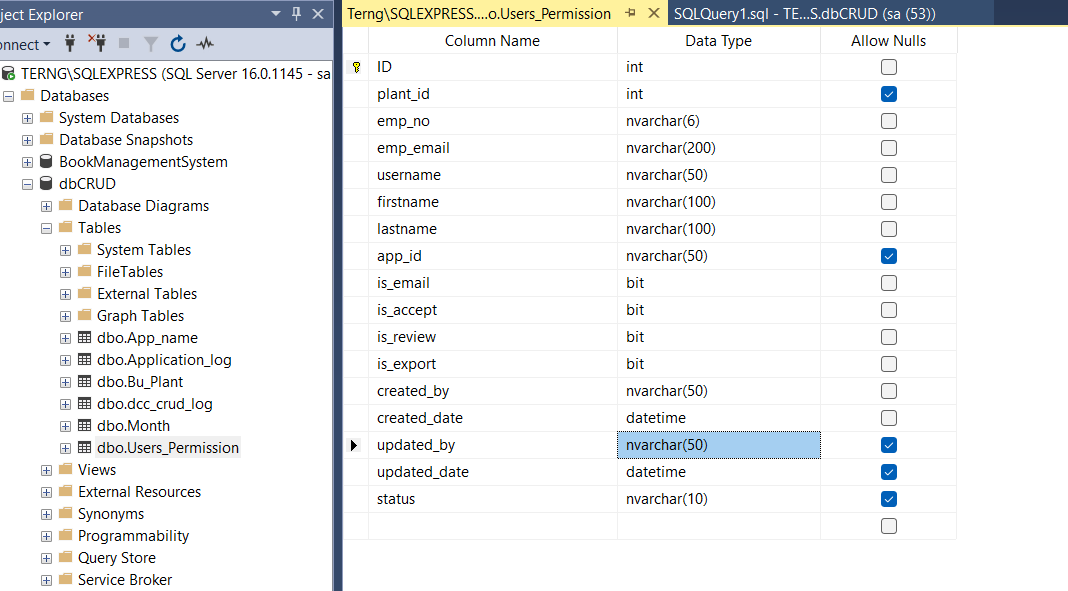 ject Explorer
onnect
TERNG\SQLEXPRESS (SQL Server 16.0.1145 - sa
Databases
System Databases
Database Snapshots
BookManagementSystem
dbCRUD
Database Diagrams
Tables
System Tables
FileTables
External Tables
Graph Tables
dbo.App_name
dbo.Application_log
dbo.Bu_Plant
dbo.dcc_crud_log
dbo.Month
dbo.Users_Permission
Views
External Resources
Synonyms
Programmability
Query Store
Service Broker
Terng\SQLEXPRESS....o.Users_Permission
SQLQuery1.sql - TE...S.dbCRUD (sa (53))
Column Name Data Type Allow Nulls
ID int
plant_id int
emp_no nvarchar(6)
emp_email nvarchar(200)
username nvarchar(50)
firstname nvarchar(100)
lastname nvarchar(100)
app_id nvarchar(50)
is_email bit
is_accept bit
is_review bit
is_export bit
created_by nvarchar(50)
created_date datetime
updated_by nvarchar(50)
updated_date datetime
status nvarchar(10)